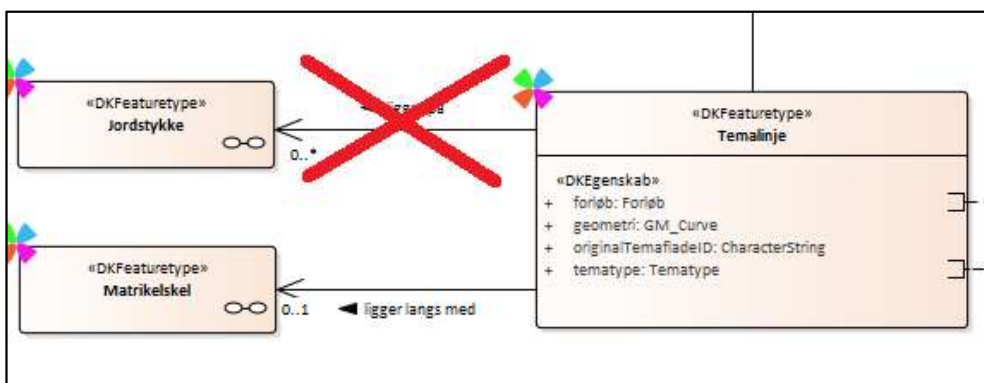 «DKFeaturetype»
Jordstykke
0..*
«DKFeaturetype»
Matrikelskel
0..1
ligger langs med
«DKFeaturetype»
Temalinje
«DKEgenskab»
+ forløb: Forløb
+ geometri: GM_Curve
+ originalTemafladeID: CharacterString
+ tematype: Tematype